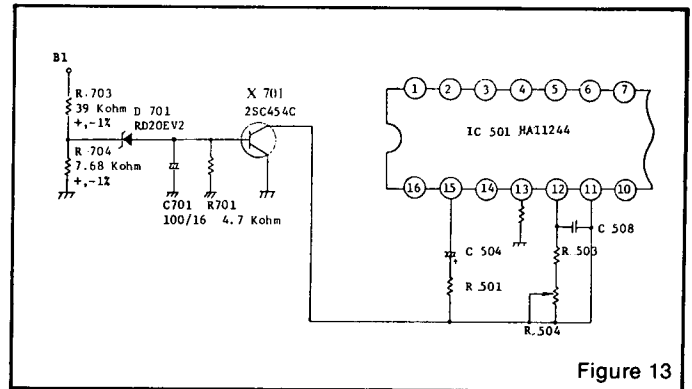 B1
R.703
39 Kohm
+,-1%
D 701
RD20EV2
R 704
7.68 Kohm
+,-1%
C701
100/16
R701
4.7 Kohm
X 701
2SC454C
1 2 3 4 5 6 7
IC 501 HA11244
16 15 14 13 12 11 10
C 504
R.501
C 508
R.503
R.504
Figure 13